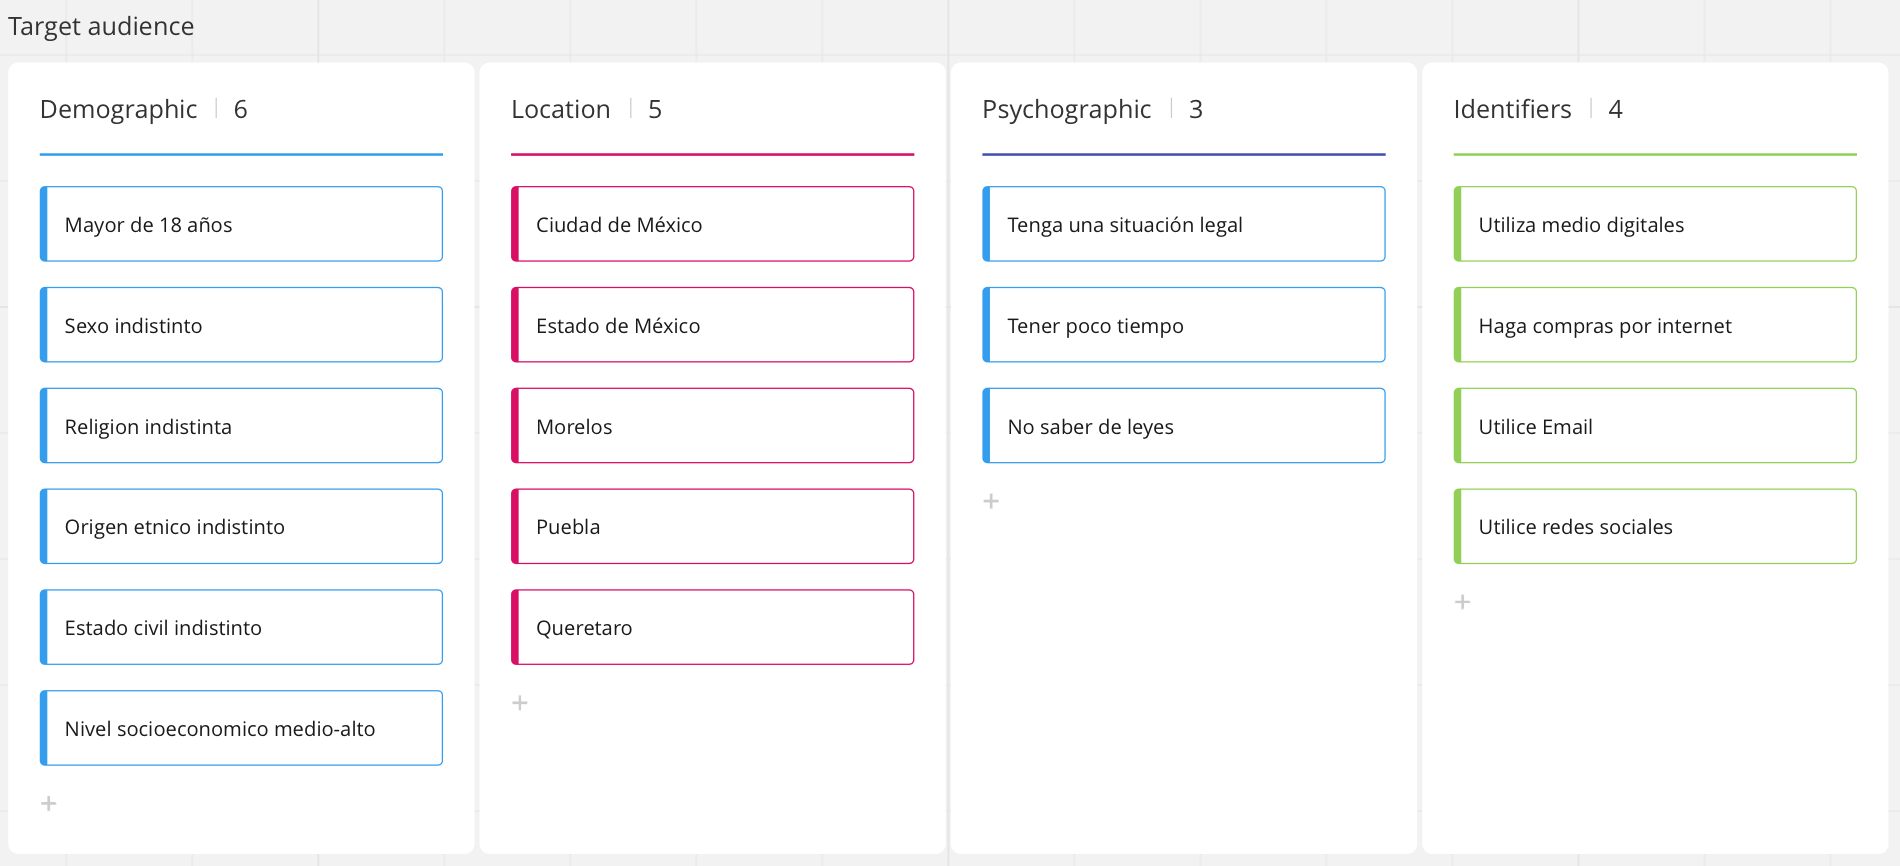 Target audience
Demographic | 6
Mayor de 18 años
Sexo indistinto
Religion indistinta
Origen etnico indistinto
Estado civil indistinto
Nivel socioeconomico medio-alto
+
Location | 5
Ciudad de México
Estado de México
Morelos
Puebla
Queretaro
+
Psychographic | 3
Tenga una situación legal
Tener poco tiempo
No saber de leyes
+
Identifiers | 4
Utiliza medio digitales
Haga compras por internet
Utilice Email
Utilice redes sociales
+